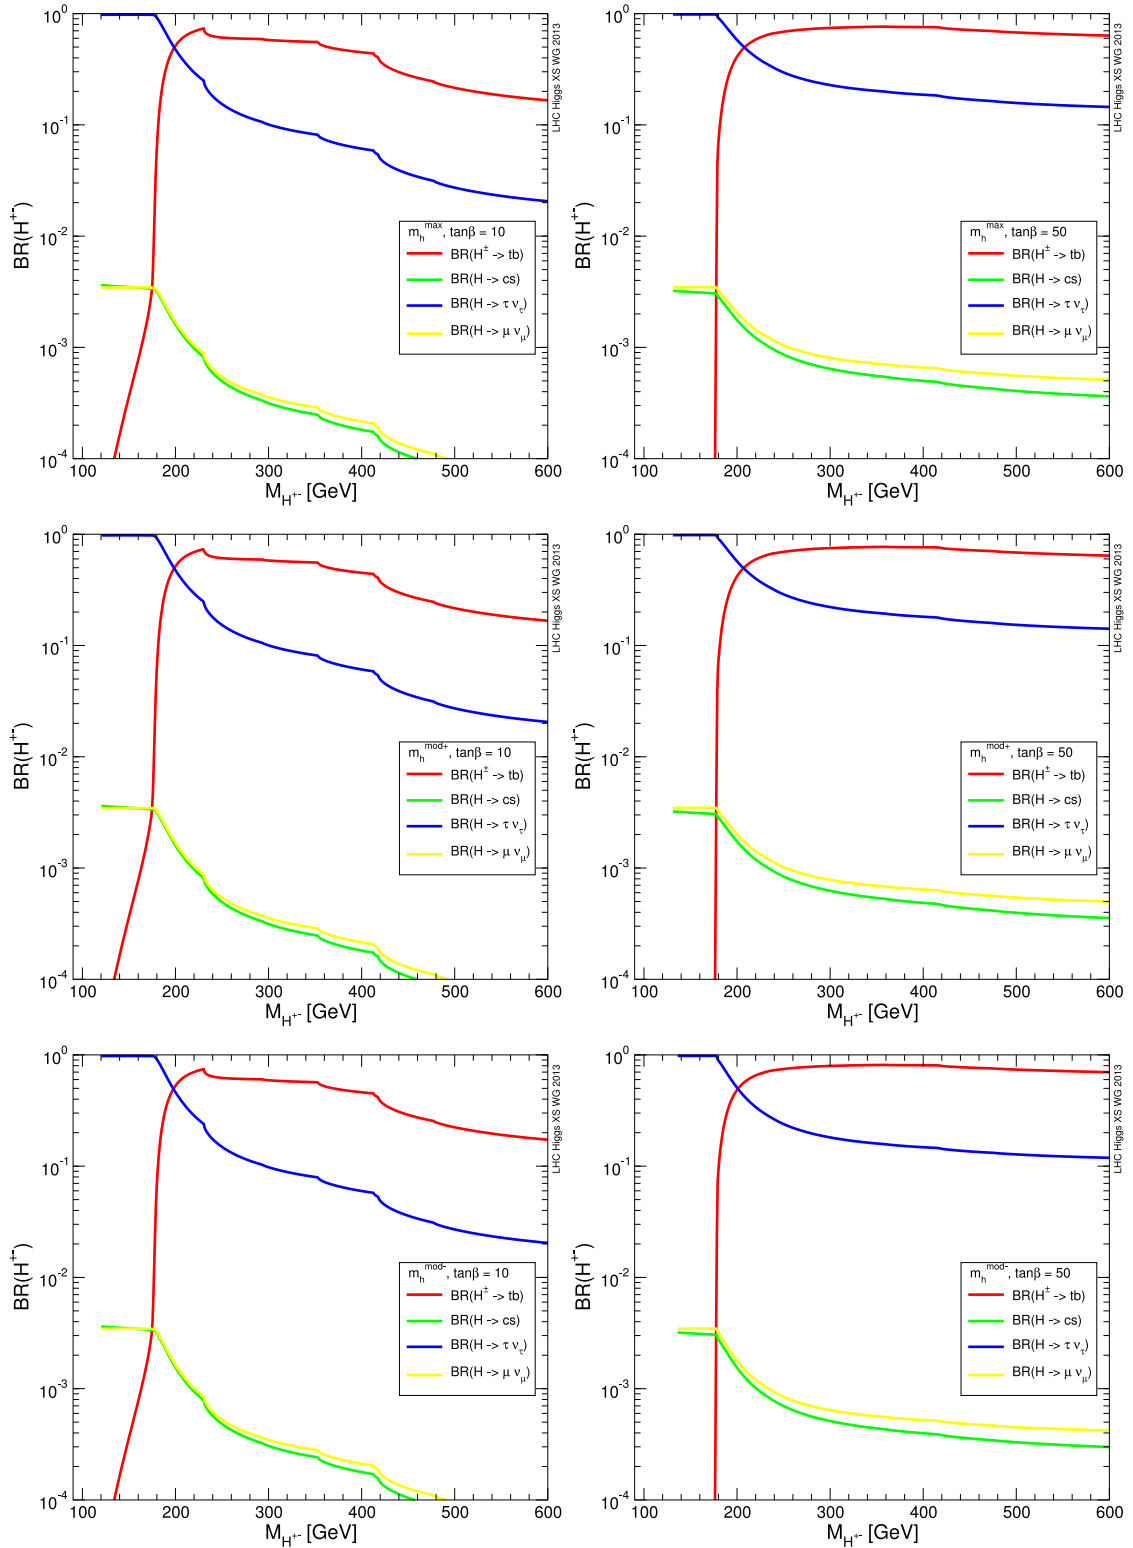 10^0
10^-1
10^-2
10^-3
10^-4
BR(H^+-)
100 200 300 400 500 600
M_H^+- [GeV]
LHC Higgs XS WG 2013
m_h^max, tanβ = 10
BR(H^± -> tb)
BR(H -> cs)
BR(H -> τ ν_τ)
BR(H -> μ ν_μ)
10^0
10^-1
10^-2
10^-3
10^-4
BR(H^+-)
100 200 300 400 500 600
M_H^+- [GeV]
LHC Higgs XS WG 2013
m_h^max, tanβ = 50
BR(H^± -> tb)
BR(H -> cs)
BR(H -> τ ν_τ)
BR(H -> μ ν_μ)
10^0
10^-1
10^-2
10^-3
10^-4
BR(H^+-)
100 200 300 400 500 600
M_H^+- [GeV]
LHC Higgs XS WG 2013
m_h^mod+, tanβ = 10
BR(H^± -> tb)
BR(H -> cs)
BR(H -> τ ν_τ)
BR(H -> μ ν_μ)
10^0
10^-1
10^-2
10^-3
10^-4
BR(H^+-)
100 200 300 400 500 600
M_H^+- [GeV]
LHC Higgs XS WG 2013
m_h^mod+, tanβ = 50
BR(H^± -> tb)
BR(H -> cs)
BR(H -> τ ν_τ)
BR(H -> μ ν_μ)
10^0
10^-1
10^-2
10^-3
10^-4
BR(H^+-)
100 200 300 400 500 600
M_H^+- [GeV]
LHC Higgs XS WG 2013
m_h^mod-, tanβ = 10
BR(H^± -> tb)
BR(H -> cs)
BR(H -> τ ν_τ)
BR(H -> μ ν_μ)
10^0
10^-1
10^-2
10^-3
10^-4
BR(H^+-)
100 200 300 400 500 600
M_H^+- [GeV]
LHC Higgs XS WG 2013
m_h^mod-, tanβ = 50
BR(H^± -> tb)
BR(H -> cs)
BR(H -> τ ν_τ)
BR(H -> μ ν_μ)